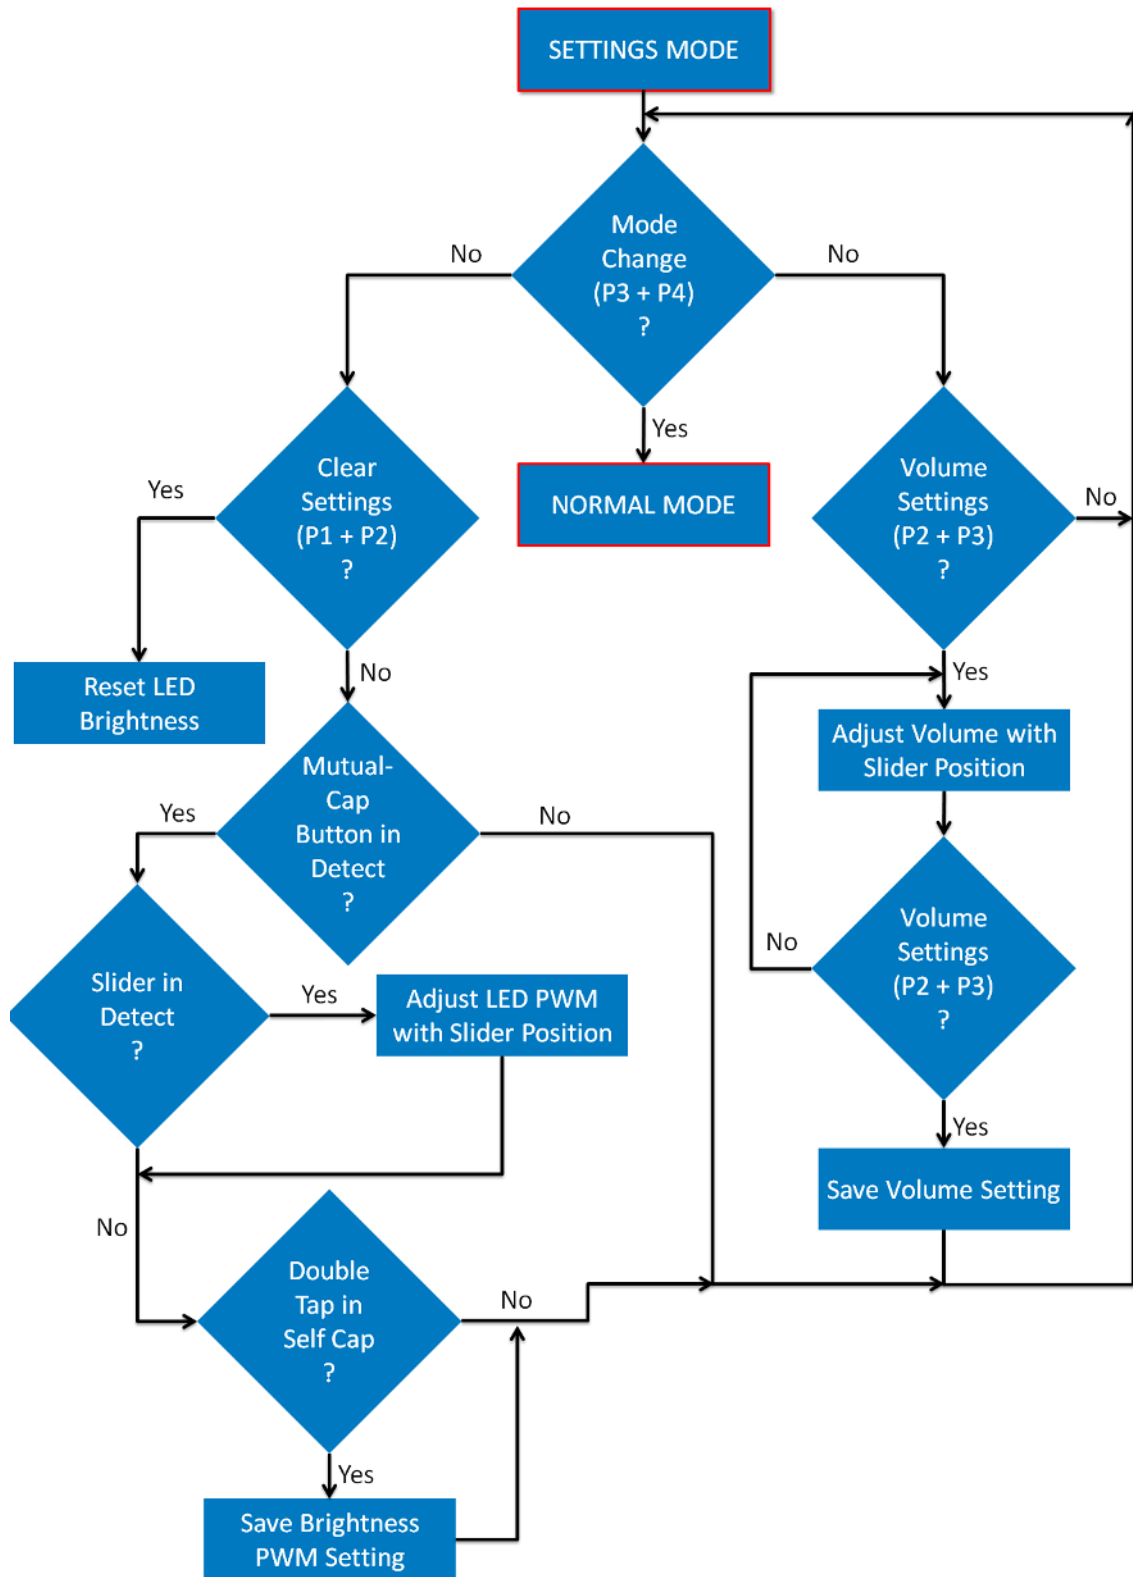 SETTINGS MODE
Mode
Change
(P3 + P4)
?
No
No
Yes
NORMAL MODE
Clear
Settings
(P1 + P2)
?
Yes
No
Reset LED
Brightness
Volume
Settings
(P2 + P3)
?
No
Yes
Adjust Volume with
Slider Position
Mutual-
Cap
Button in
Detect
?
Yes
No
Slider in
Detect
?
Yes
No
Adjust LED PWM
with Slider Position
Volume
Settings
(P2 + P3)
?
No
Yes
Save Volume Setting
Double
Tap in
Self Cap
?
No
Yes
Save Brightness
PWM Setting